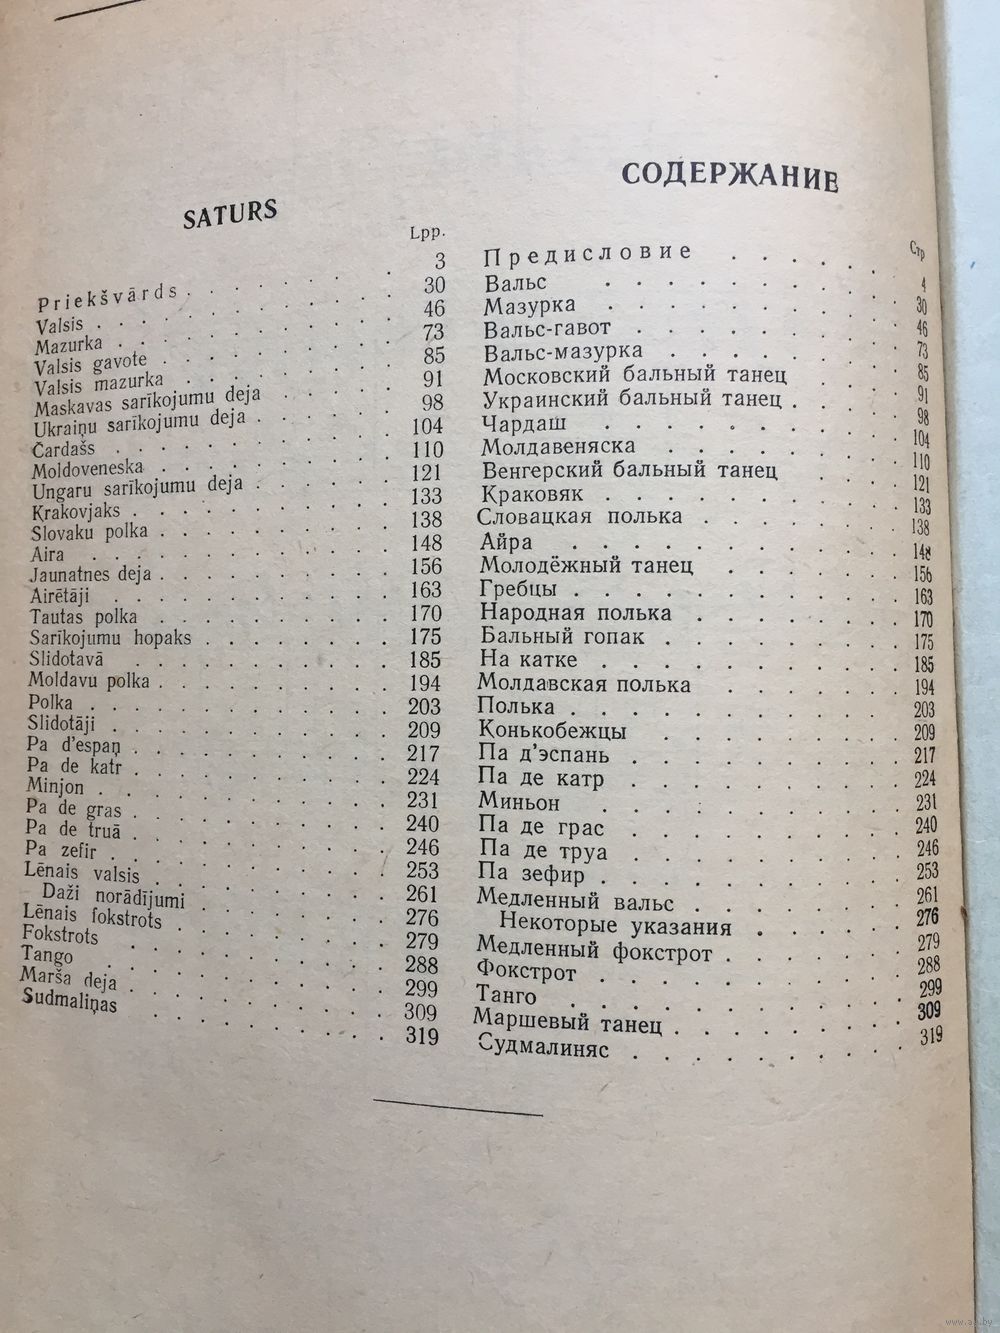 SATURS
Lpp.
Priekšvārds . . . . . . . . 3
Valsis . . . . . . . . 30
Mazurka . . . . . . . . 46
Valsis gavote . . . . . . . . 73
Valsis mazurka . . . . . . . . 85
Maskavas sarīkojumu deja . . . . 91
Ukraiņu sarīkojumu deja . . . . 98
Čardašs . . . . . . . . 104
Moldoveneska . . . . . . . . 110
Ungaru sarīkojumu deja . . . . 121
Krakovjaks . . . . . . . . 133
Slovaku polka . . . . . . . . 138
Aira . . . . . . . . 148
Jaunatnes deja . . . . . . . . 156
Airētāji . . . . . . . . 163
Tautas polka . . . . . . . . 170
Sarīkojumu hopaks . . . . . . . 175
Slidotavā . . . . . . . . 185
Moldavu polka . . . . . . . . 194
Polka . . . . . . . . 203
Slidotāji . . . . . . . . 209
Pa d'espaņ . . . . . . . . 217
Pa de katr . . . . . . . . 224
Minjon . . . . . . . . 231
Pa de gras . . . . . . . . 240
Pa de truā . . . . . . . . 246
Pa zefir . . . . . . . . 253
Lēnais valsis . . . . . . . . 261
Daži norādījumi . . . . . . . 276
Lēnais fokstrots . . . . . . . 279
Fokstrots . . . . . . . . 288
Tango . . . . . . . . 299
Marša deja . . . . . . . . 309
Sudmaliņas . . . . . . . . 319
СОДЕРЖАНИЕ
Стр
Предисловие . . . . . . 4
Вальс . . . . . . . . 30
Мазурка . . . . . . . . 46
Вальс-гавот . . . . . . . 73
Вальс-мазурка . . . . . . 85
Московский бальный танец . . . 91
Украинский бальный танец . . . . 98
Чардаш . . . . . . . . 104
Молдавеняска . . . . . . . 110
Венгерский бальный танец . . . 121
Краковяк . . . . . . . . 133
Словацкая полька . . . . . . 138
Айра . . . . . . . . 148
Молодёжный танец . . . . . 156
Гребцы . . . . . . . . 163
Народная полька . . . . . . 170
Бальный гопак . . . . . . . 175
На катке . . . . . . . . 185
Молдавская полька . . . . . 194
Полька . . . . . . . . 203
Конькобежцы . . . . . . . 209
Па д'эспань . . . . . . . 217
Па де катр . . . . . . . 224
Миньон . . . . . . . . 231
Па де грас . . . . . . . 240
Па де труа . . . . . . . 246
Па зефир . . . . . . . . 253
Медленный вальс . . . . . . 261
Некоторые указания . . . . . 276
Медленный фокстрот . . . . . 279
Фокстрот . . . . . . . . 288
Танго . . . . . . . . 299
Маршевый танец . . . . . . 309
Судмалиняс . . . . . . . 319
www.ay.by